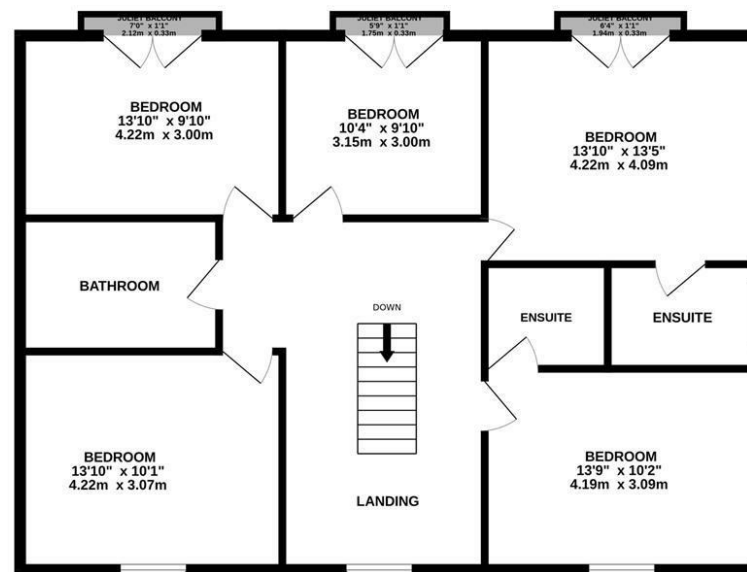 JULIET BALCONY
7'0" x 1'1"
2.12m x 0.33m
JULIET BALCONY
5'9" x 1'1"
1.75m x 0.33m
JULIET BALCONY
6'4" x 1'1"
1.94m x 0.33m
BEDROOM
13'10" x 9'10"
4.22m x 3.00m
BEDROOM
10'4" x 9'10"
3.15m x 3.00m
BEDROOM
13'10" x 13'5"
4.22m x 4.09m
BATHROOM
DOWN
ENSUITE
ENSUITE
BEDROOM
13'10" x 10'1"
4.22m x 3.07m
LANDING
BEDROOM
13'9" x 10'2"
4.19m x 3.09m